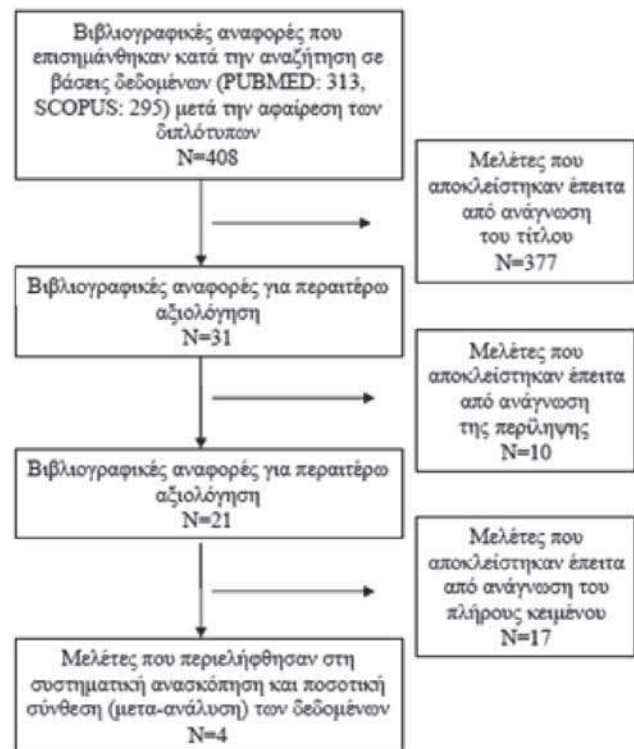 Βιβλιογραφικές αναφορές που
επισημάνθηκαν κατά την αναζήτηση σε
βάσεις δεδομένων (PUBMED: 313,
SCOPUS: 295) μετά την αφαίρεση των
διπλότυπων
N=408
Μελέτες που
αποκλείστηκαν έπειτα
από ανάγνωση
του τίτλου
N=377
Βιβλιογραφικές αναφορές για περαιτέρω
αξιολόγηση
N=31
Μελέτες που
αποκλείστηκαν έπειτα
από ανάγνωση
της περίληψης
N=10
Βιβλιογραφικές αναφορές για περαιτέρω
αξιολόγηση
N=21
Μελέτες που
αποκλείστηκαν έπειτα
από ανάγνωση του
πλήρους κειμένου
N=17
Μελέτες που περιελήφθησαν στη
συστηματική ανασκόπηση και ποσοτική
σύνθεση (μετα-ανάλυση) των δεδομένων
N=4